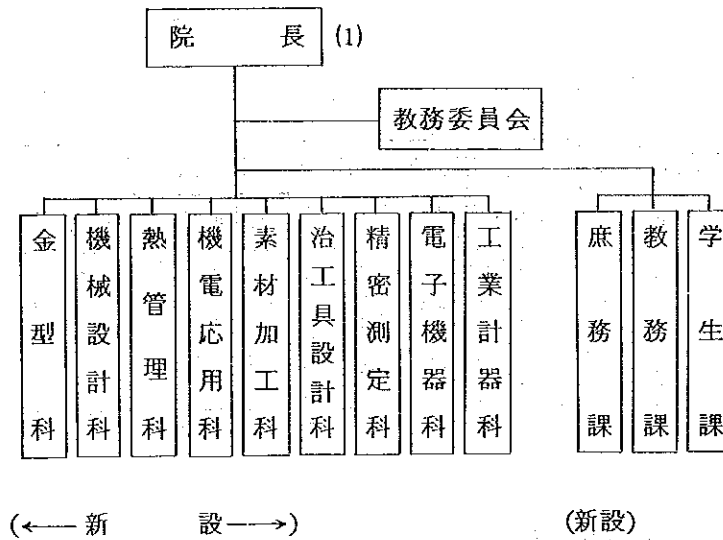 院長 (1)
教務委員会
金型科
機械設計科
熱管理科
機電応用科
素材加工科
治工具設計科
精密測定科
電子機器科
工業計器科
庶務課
教務課
学生課
(←── 新設 ──→)
(新設)